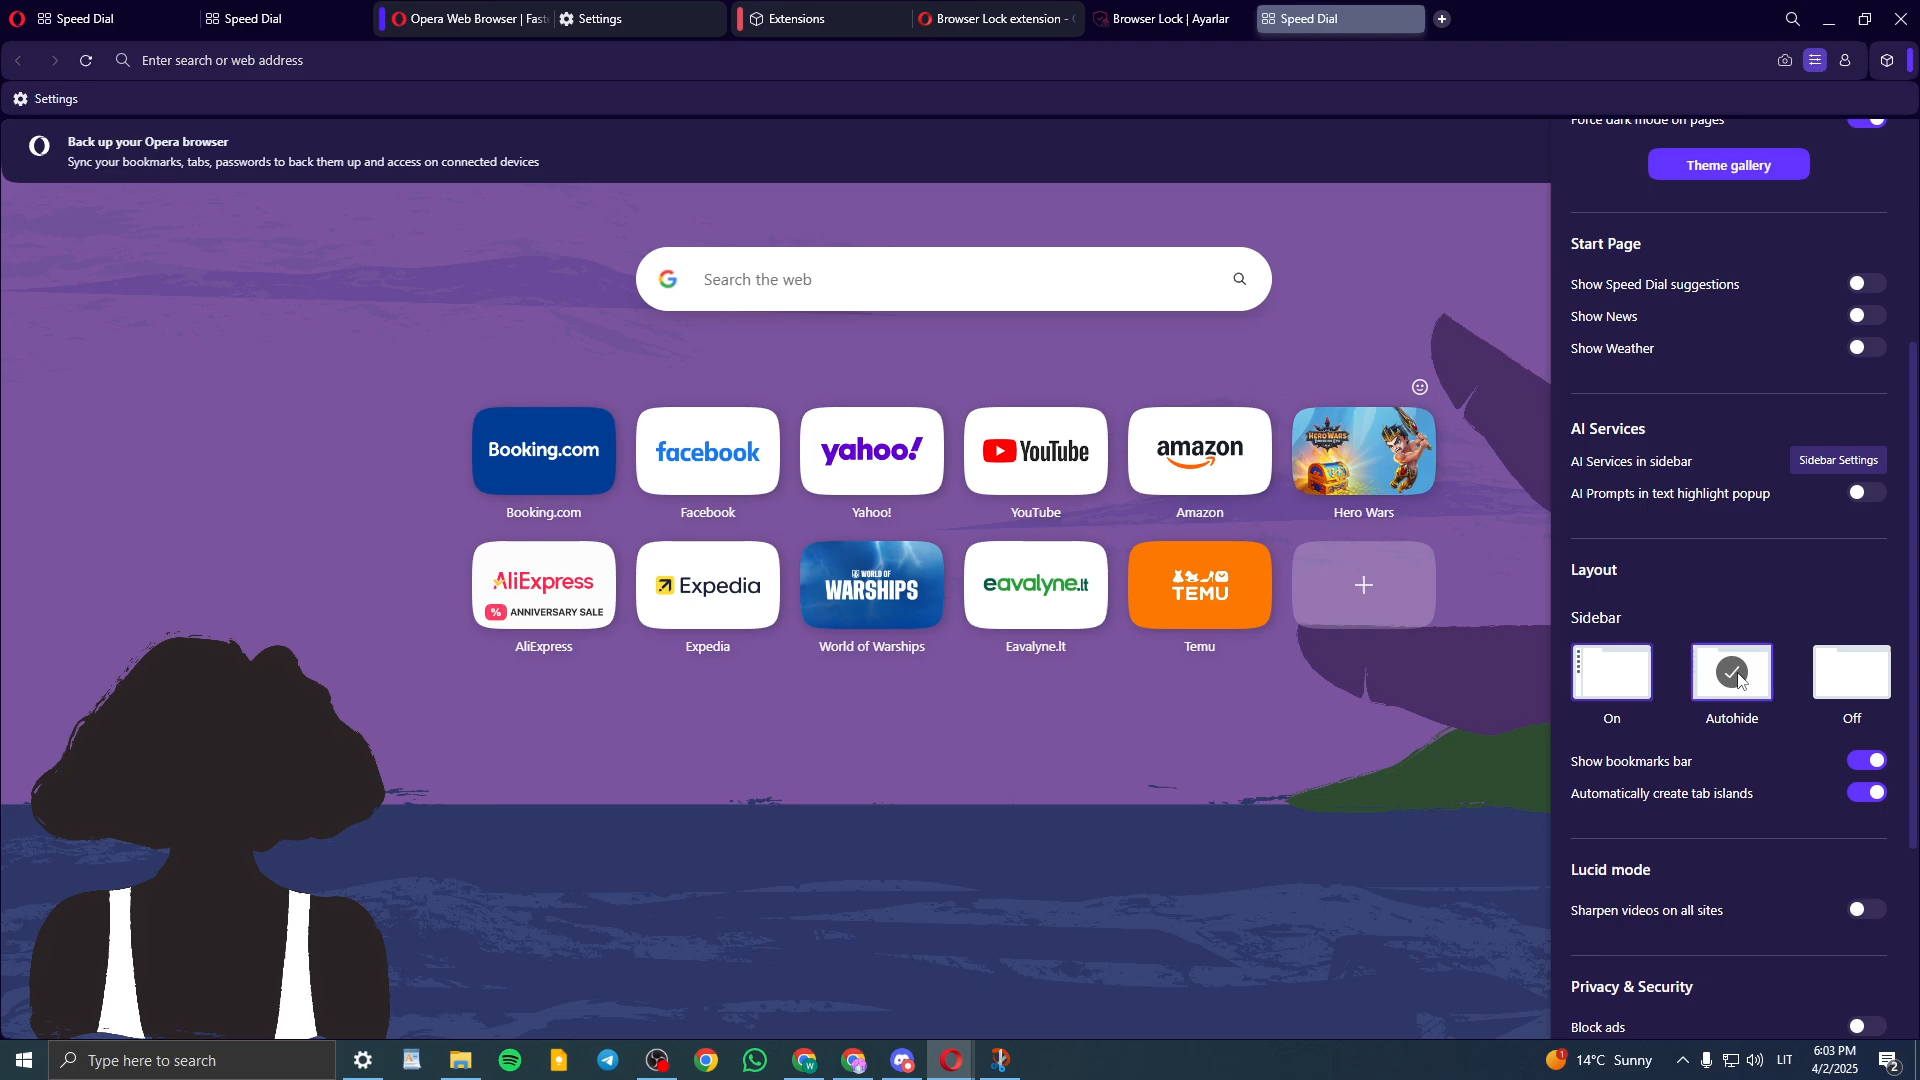 Speed Dial
Speed Dial
Opera Web Browser | Fast
Settings
Extensions
Browser Lock extension -
Browser Lock | Ayarlar
Speed Dial
Enter search or web address
Settings
Back up your Opera browser
Sync your bookmarks, tabs, passwords to back them up and access on connected devices
Force dark mode on pages
Theme gallery
Start Page
Show Speed Dial suggestions
Show News
Show Weather
AI Services
AI Services in sidebar
Sidebar Settings
AI Prompts in text highlight popup
Layout
Sidebar
On
Autohide
Off
Show bookmarks bar
Automatically create tab islands
Lucid mode
Sharpen videos on all sites
Privacy & Security
Block ads
Search the web
Booking.com
facebook
yahoo!
YouTube
amazon
HERO WARS
Booking.com
Facebook
Yahoo!
YouTube
Amazon
Hero Wars
AliExpress
% ANNIVERSARY SALE
Expedia
WORLD OF
WARSHIPS
eavalyne.lt
TEMU
AliExpress
Expedia
World of Warships
Eavalyne.lt
Temu
Type here to search
1
14°C Sunny
LIT
6:03 PM
4/2/2025
2